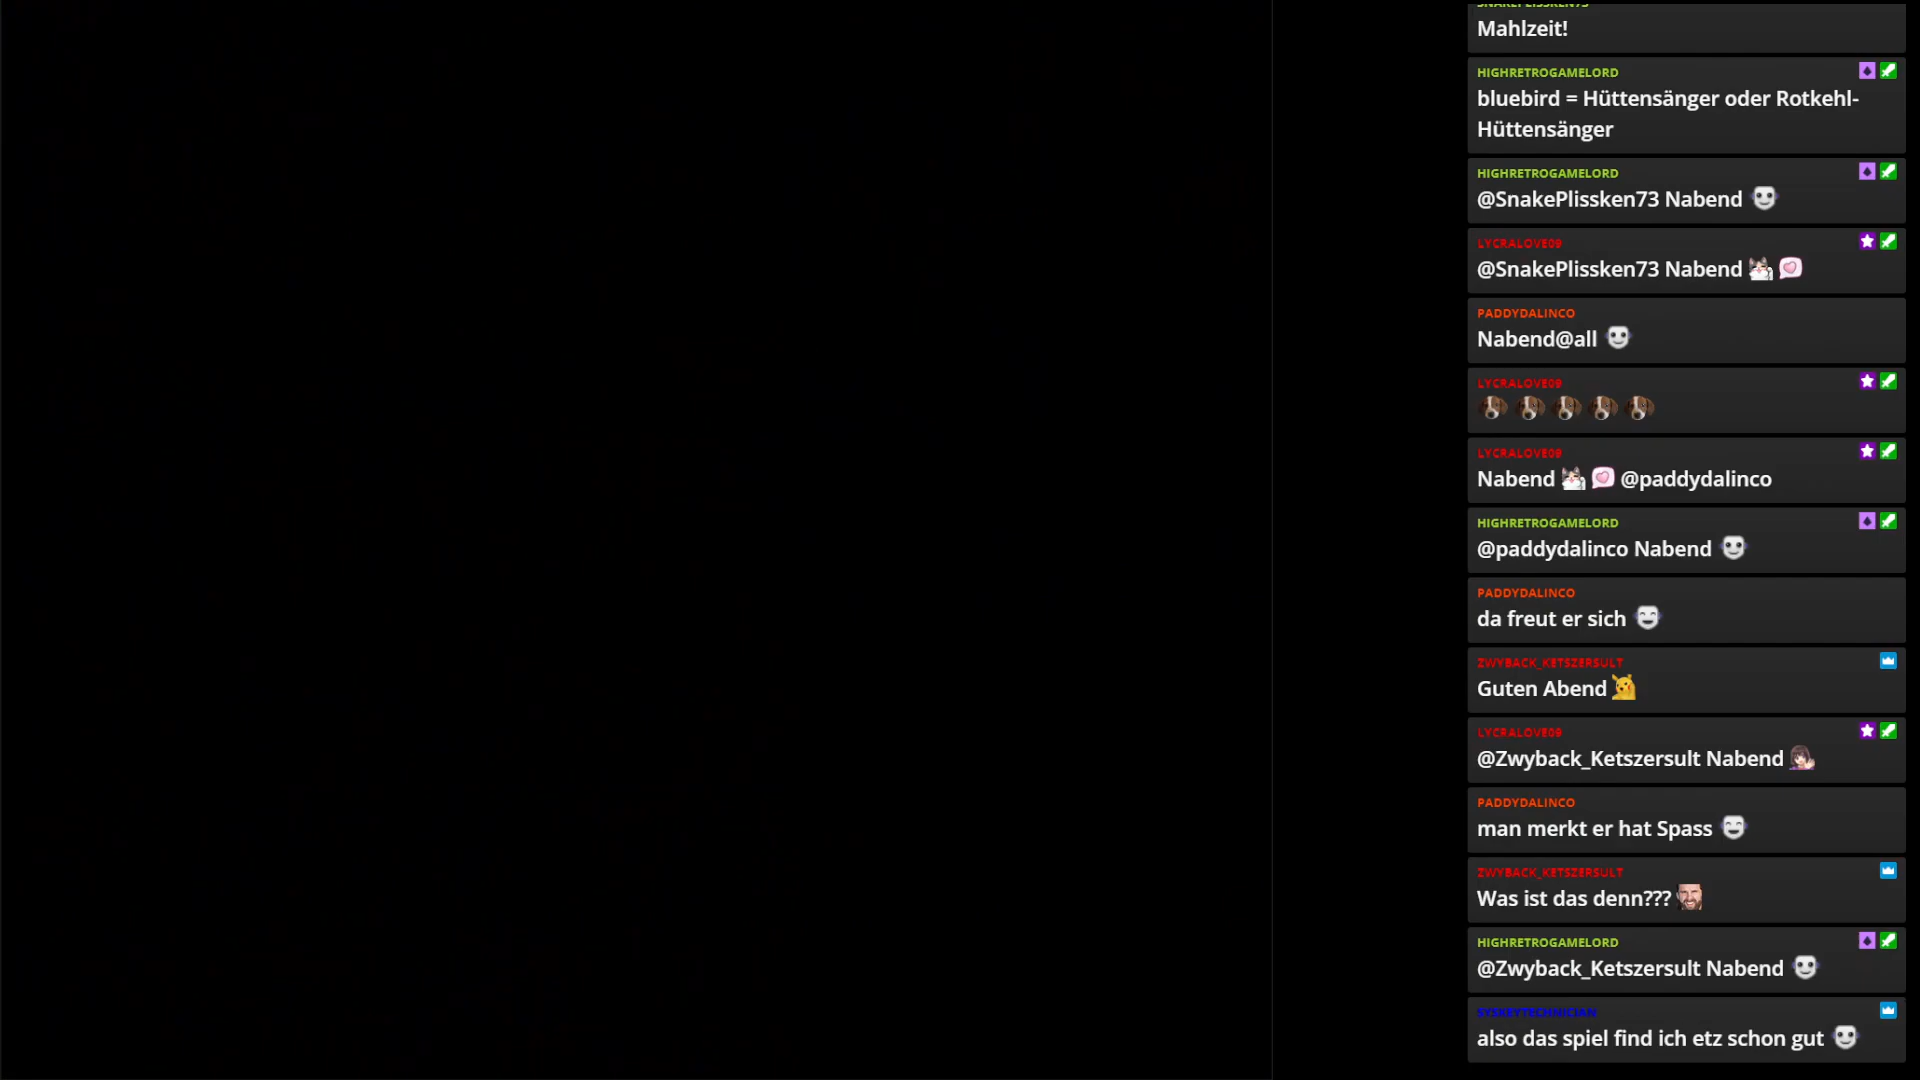 SNAKEPLISSKEN73
Mahlzeit!
HIGHRETROGAMELORD
bluebird = Hüttensänger oder Rotkehl-
Hüttensänger
HIGHRETROGAMELORD
@SnakePlissken73 Nabend
LYCRALOVE09
@SnakePlissken73 Nabend
PADDYDALINCO
Nabend@all
LYCRALOVE09
LYCRALOVE09
Nabend @paddydalinco
HIGHRETROGAMELORD
@paddydalinco Nabend
PADDYDALINCO
da freut er sich
ZWYBACK_KETSZERSULT
Guten Abend
LYCRALOVE09
@Zwyback_Ketszersult Nabend
PADDYDALINCO
man merkt er hat Spass
ZWYBACK_KETSZERSULT
Was ist das denn???
HIGHRETROGAMELORD
@Zwyback_Ketszersult Nabend
SYSKEYTECHNICIAN
also das spiel find ich etz schon gut